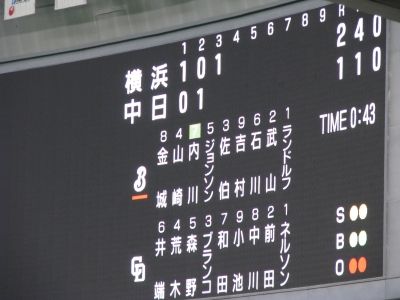 1 2 3 4 5 6 7 8 9 R H
横浜 1 0 1 2 4 0
中日 0 1 1 1 0
TIME 0:43
8 4 7 5 3 9 6 2 1
金城 山崎 内川 ジョンソン 佐伯 吉村 石川 武山 ランドルフ
6 4 5 3 7 9 8 2 1
井端 荒木 森野 ブランコ 和田 小池 中川 前田 ネルソン
S
B
O